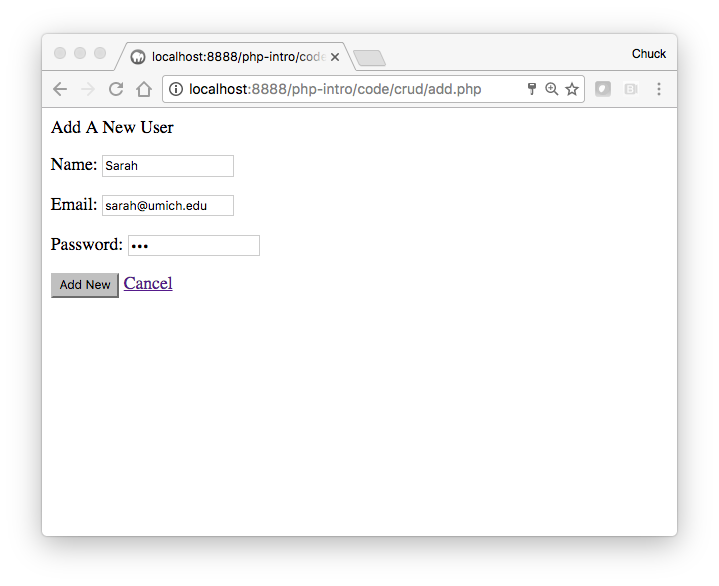 Chuck
localhost:8888/php-intro/code
localhost:8888/php-intro/code/crud/add.php
Add A New User
Name: Sarah
Email: sarah@umich.edu
Password: •••
Add New Cancel